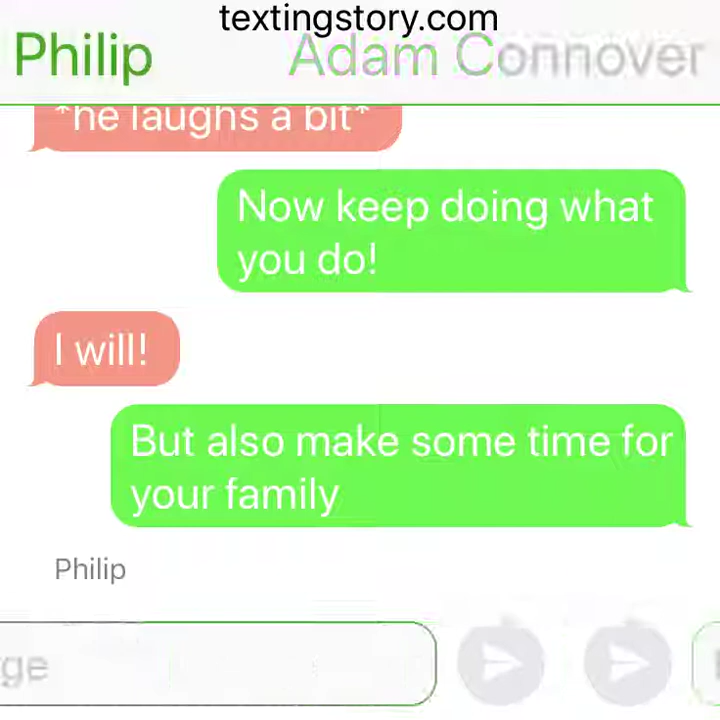 textingstory.com
Philip Adam Connover
*he laughs a bit*
Now keep doing what
you do!
I will!
But also make some time for
your family
Philip
ge